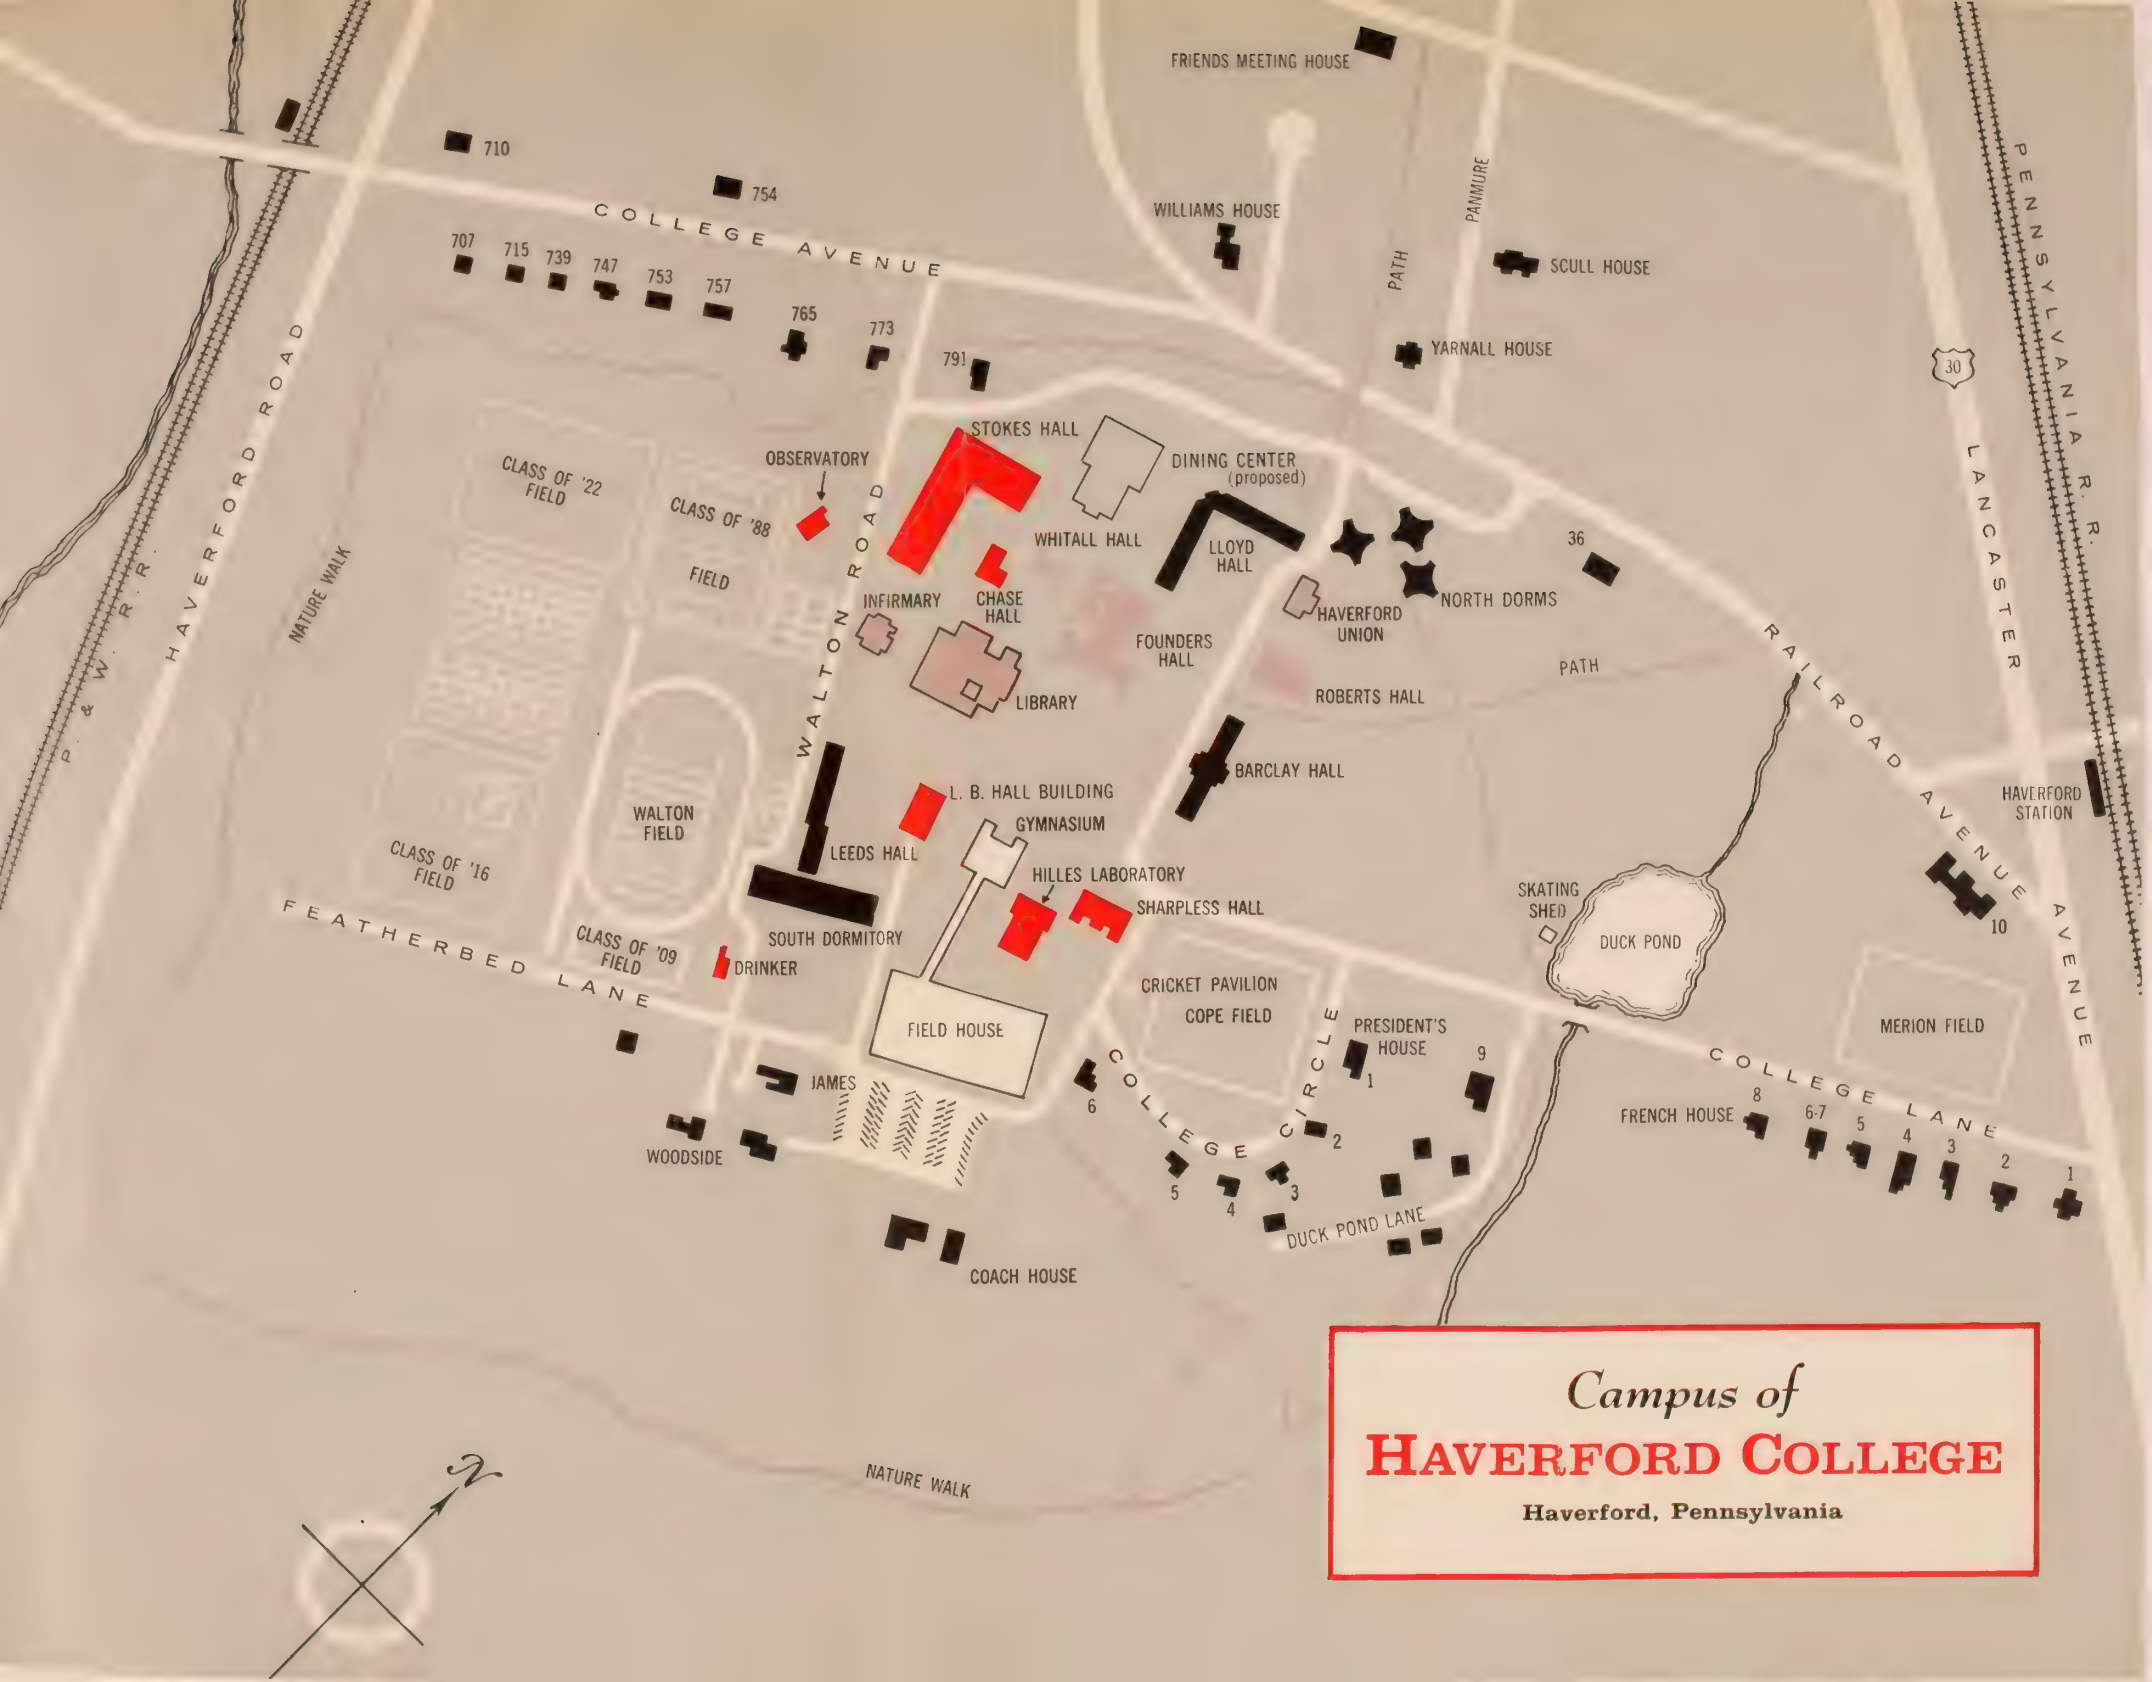 FRIENDS MEETING HOUSE
710
754
COLLEGE AVENUE
707
715
739
747
753
757
765
773
791
WILLIAMS HOUSE
PATH
PANMURE
SCULL HOUSE
YARNALL HOUSE
PENNSYLVANIA R. R.
30
LANCASTER
AVENUE
HAVERFORD ROAD
P. & W. R. R.
NATURE WALK
CLASS OF '22
FIELD
CLASS OF '88
FIELD
OBSERVATORY
WALTON ROAD
STOKES HALL
DINING CENTER
(proposed)
WHITALL HALL
LLOYD
HALL
36
NORTH DORMS
HAVERFORD
UNION
INFIRMARY
CHASE
HALL
FOUNDERS
HALL
LIBRARY
ROBERTS HALL
PATH
RAILROAD AVENUE
BARCLAY HALL
HAVERFORD
STATION
L. B. HALL BUILDING
GYMNASIUM
WALTON
FIELD
LEEDS HALL
CLASS OF '16
FIELD
HILLES LABORATORY
SHARPLESS HALL
SKATING
SHED
DUCK POND
10
FEATHERBED LANE
CLASS OF '09
FIELD
SOUTH DORMITORY
DRINKER
CRICKET PAVILION
COPE FIELD
FIELD HOUSE
PRESIDENT'S
HOUSE
1
9
MERION FIELD
COLLEGE CIRCLE
COLLEGE LANE
JAMES
6
2
FRENCH HOUSE
8
6-7
5
4
3
2
1
WOODSIDE
5
4
3
DUCK POND LANE
COACH HOUSE
NATURE WALK
N
Campus of
HAVERFORD COLLEGE
Haverford, Pennsylvania